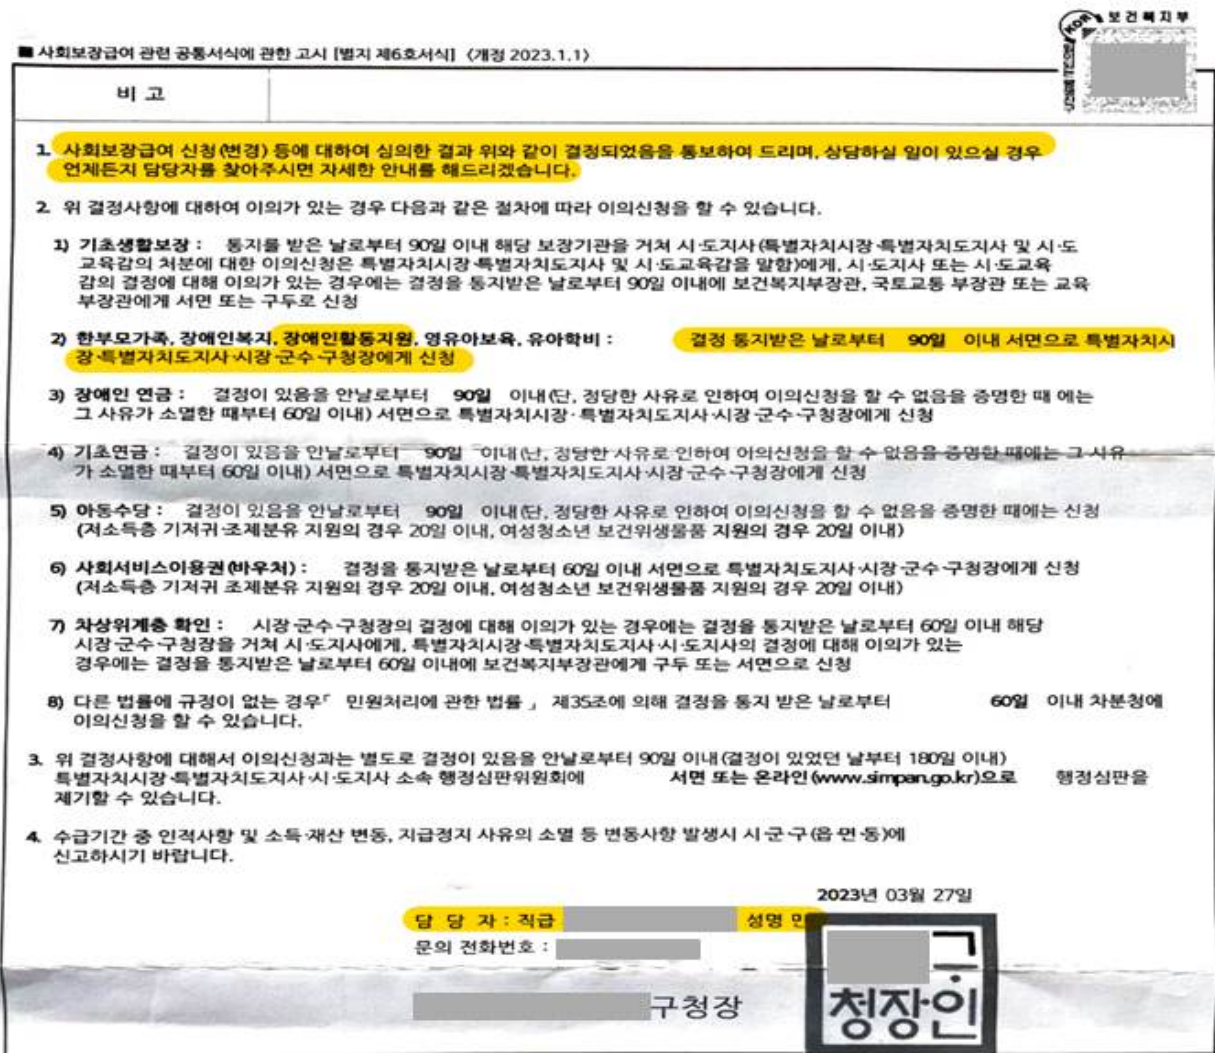 보건복지부
■ 사회보장급여 관련 공통서식에 관한 고시 [별지 제6호서식] 〈개정 2023.1.1〉
비 고
1. 사회보장급여 신청(변경) 등에 대하여 심의한 결과 위와 같이 결정되었음을 통보하여 드리며, 상담하실 일이 있으실 경우
언제든지 담당자를 찾아주시면 자세한 안내를 해드리겠습니다.
2. 위 결정사항에 대하여 이의가 있는 경우 다음과 같은 절차에 따라 이의신청을 할 수 있습니다.
1) 기초생활보장 : 통지를 받은 날로부터 90일 이내 해당 보장기관을 거쳐 시·도지사(특별자치시장·특별자치도지사 및 시·도
교육감의 처분에 대한 이의신청은 특별자치시장·특별자치도지사 및 시·도교육감을 말함)에게, 시·도지사 또는 시·도교육
감의 결정에 대해 이의가 있는 경우에는 결정을 통지받은 날로부터 90일 이내에 보건복지부장관, 국토교통 부장관 또는 교육
부장관에게 서면 또는 구두로 신청
2) 한부모가족, 장애인복지, 장애인활동지원, 영유아보육, 유아학비 : 결정 통지받은 날로부터 90일 이내 서면으로 특별자치시
장·특별자치도지사·시장·군수·구청장에게 신청
3) 장애인 연금 : 결정이 있음을 안날로부터 90일 이내(단, 정당한 사유로 인하여 이의신청을 할 수 없음을 증명한 때 에는
그 사유가 소멸한 때부터 60일 이내) 서면으로 특별자치시장·특별자치도지사·시장·군수·구청장에게 신청
4) 기초연금 : 결정이 있음을 안날로부터 90일 이내(단, 정당한 사유로 인하여 이의신청을 할 수 없음을 증명한 때에는 그 사유
가 소멸한 때부터 60일 이내) 서면으로 특별자치시장·특별자치도지사·시장·군수·구청장에게 신청
5) 아동수당 : 결정이 있음을 안날로부터 90일 이내(단, 정당한 사유로 인하여 이의신청을 할 수 없음을 증명한 때에는 신청
(저소득층 기저귀·조제분유 지원의 경우 20일 이내, 여성청소년 보건위생물품 지원의 경우 20일 이내)
6) 사회서비스이용권(바우처) : 결정을 통지받은 날로부터 60일 이내 서면으로 특별자치도지사·시장·군수·구청장에게 신청
(저소득층 기저귀 조제분유 지원의 경우 20일 이내, 여성청소년 보건위생물품 지원의 경우 20일 이내)
7) 차상위계층 확인 : 시장·군수·구청장의 결정에 대해 이의가 있는 경우에는 결정을 통지받은 날로부터 60일 이내 해당
시장·군수·구청장을 거쳐 시·도지사에게, 특별자치시장·특별자치도지사·시·도지사의 결정에 대해 이의가 있는
경우에는 결정을 통지받은 날로부터 60일 이내에 보건복지부장관에게 구두 또는 서면으로 신청
8) 다른 법률에 규정이 없는 경우「 민원처리에 관한 법률 」 제35조에 의해 결정을 통지 받은 날로부터 60일 이내 처분청에
이의신청을 할 수 있습니다.
3. 위 결정사항에 대해서 이의신청과는 별도로 결정이 있음을 안날로부터 90일 이내(결정이 있었던 날부터 180일 이내)
특별자치시장·특별자치도지사·시·도지사 소속 행정심판위원회에 서면 또는 온라인(www.simpan.go.kr)으로 행정심판을
제기할 수 있습니다.
4. 수급기간 중 인적사항 및 소득·재산 변동, 지급정지 사유의 소멸 등 변동사항 발생시 시·군·구(읍·면·동)에
신고하시기 바랍니다.
2023년 03월 27일
담 당 자 : 직급 성명
문의 전화번호 :
구청장
구
청장인